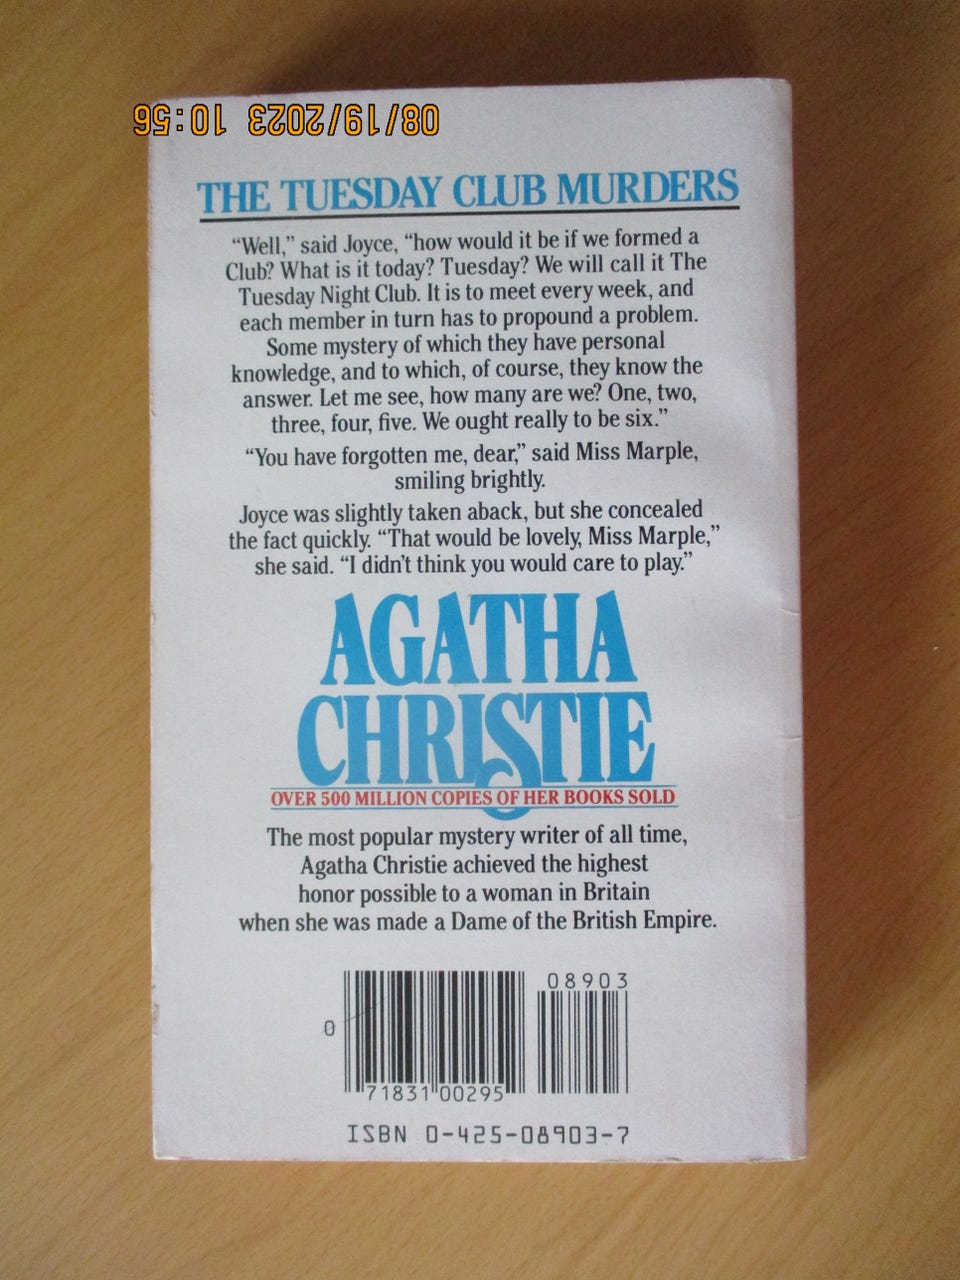 08/19/2023 10:56
THE TUESDAY CLUB MURDERS
“Well,” said Joyce, “how would it be if we formed a
Club? What is it today? Tuesday? We will call it The
Tuesday Night Club. It is to meet every week, and
each member in turn has to propound a problem.
Some mystery of which they have personal
knowledge, and to which, of course, they know the
answer. Let me see, how many are we? One, two,
three, four, five. We ought really to be six.”
“You have forgotten me, dear,” said Miss Marple,
smiling brightly.
Joyce was slightly taken aback, but she concealed
the fact quickly. “That would be lovely, Miss Marple,”
she said. “I didn’t think you would care to play.”
AGATHA
CHRISTIE
OVER 500 MILLION COPIES OF HER BOOKS SOLD
The most popular mystery writer of all time,
Agatha Christie achieved the highest
honor possible to a woman in Britain
when she was made a Dame of the British Empire.
08903
0
71831 00295
ISBN 0-425-08903-7